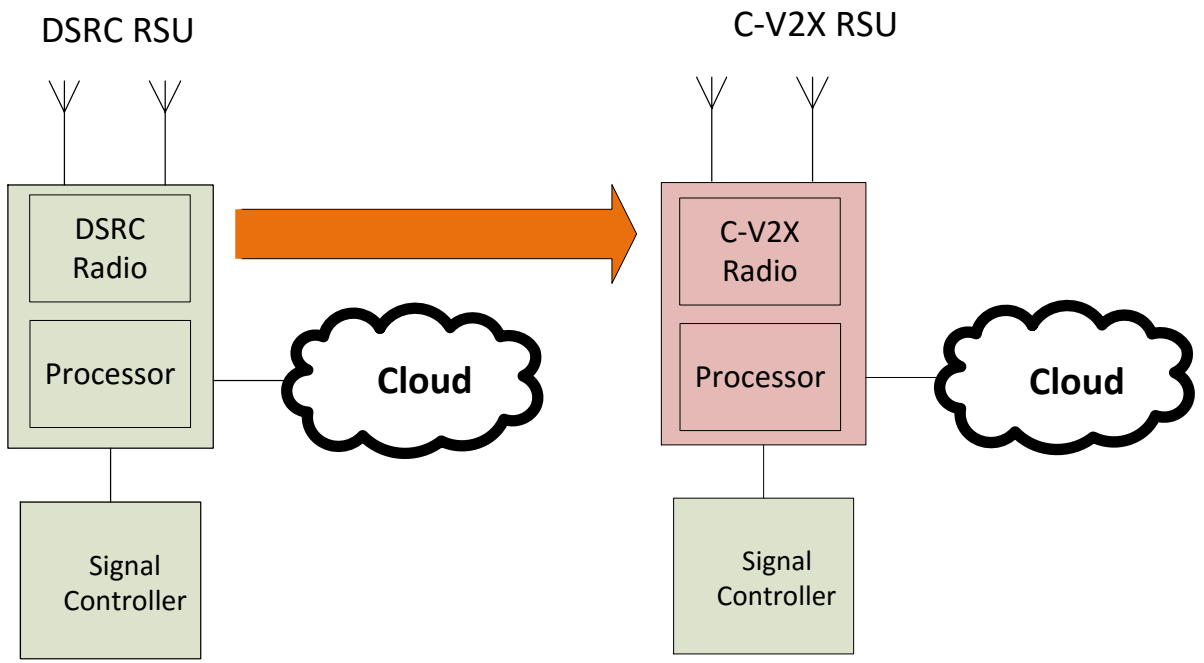 DSRC RSU
C-V2X RSU
DSRC
Radio
Processor
Cloud
Signal
Controller
C-V2X
Radio
Processor
Cloud
Signal
Controller